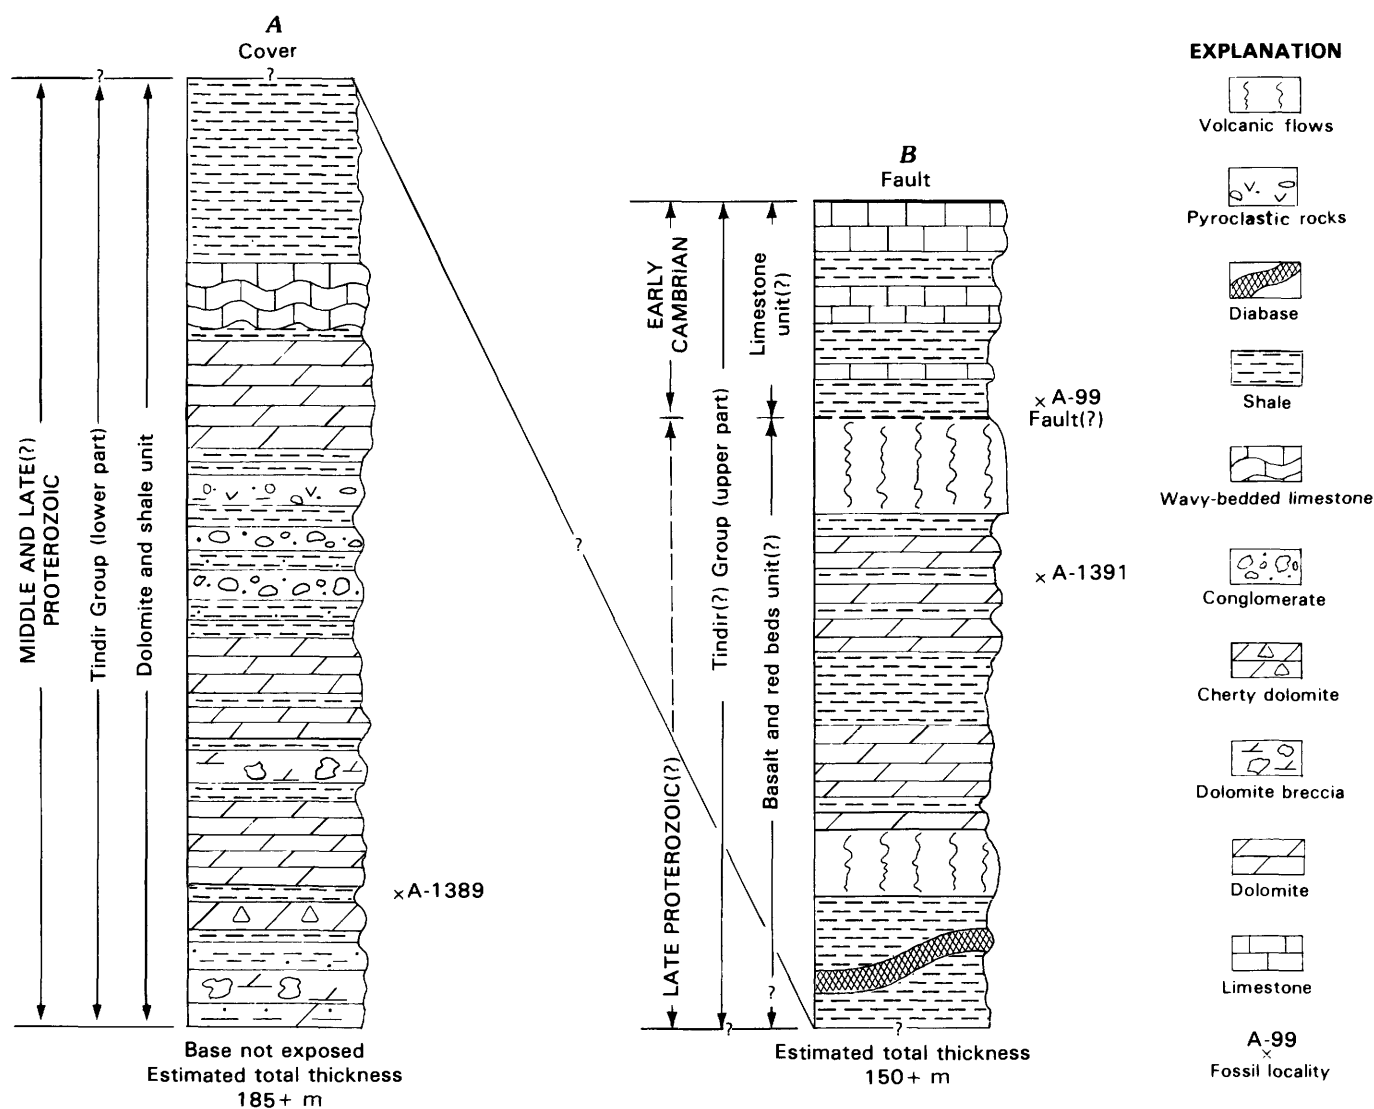 A
Cover
?
?
MIDDLE AND LATE(?)
PROTEROZOIC
Tindir Group (lower part)
Dolomite and shale unit
×A-1389
Base not exposed
Estimated total thickness
185+ m
?
B
Fault
EARLY
CAMBRIAN
Limestone
unit(?)
× A-99
Fault(?)
× A-1391
Tindir(?) Group (upper part)
Basalt and red beds unit(?)
LATE PROTEROZOIC(?)
?
?
?
Estimated total thickness
150+ m
EXPLANATION
Volcanic flows
Pyroclastic rocks
Diabase
Shale
Wavy-bedded limestone
Conglomerate
Cherty dolomite
Dolomite breccia
Dolomite
Limestone
A-99
×
Fossil locality